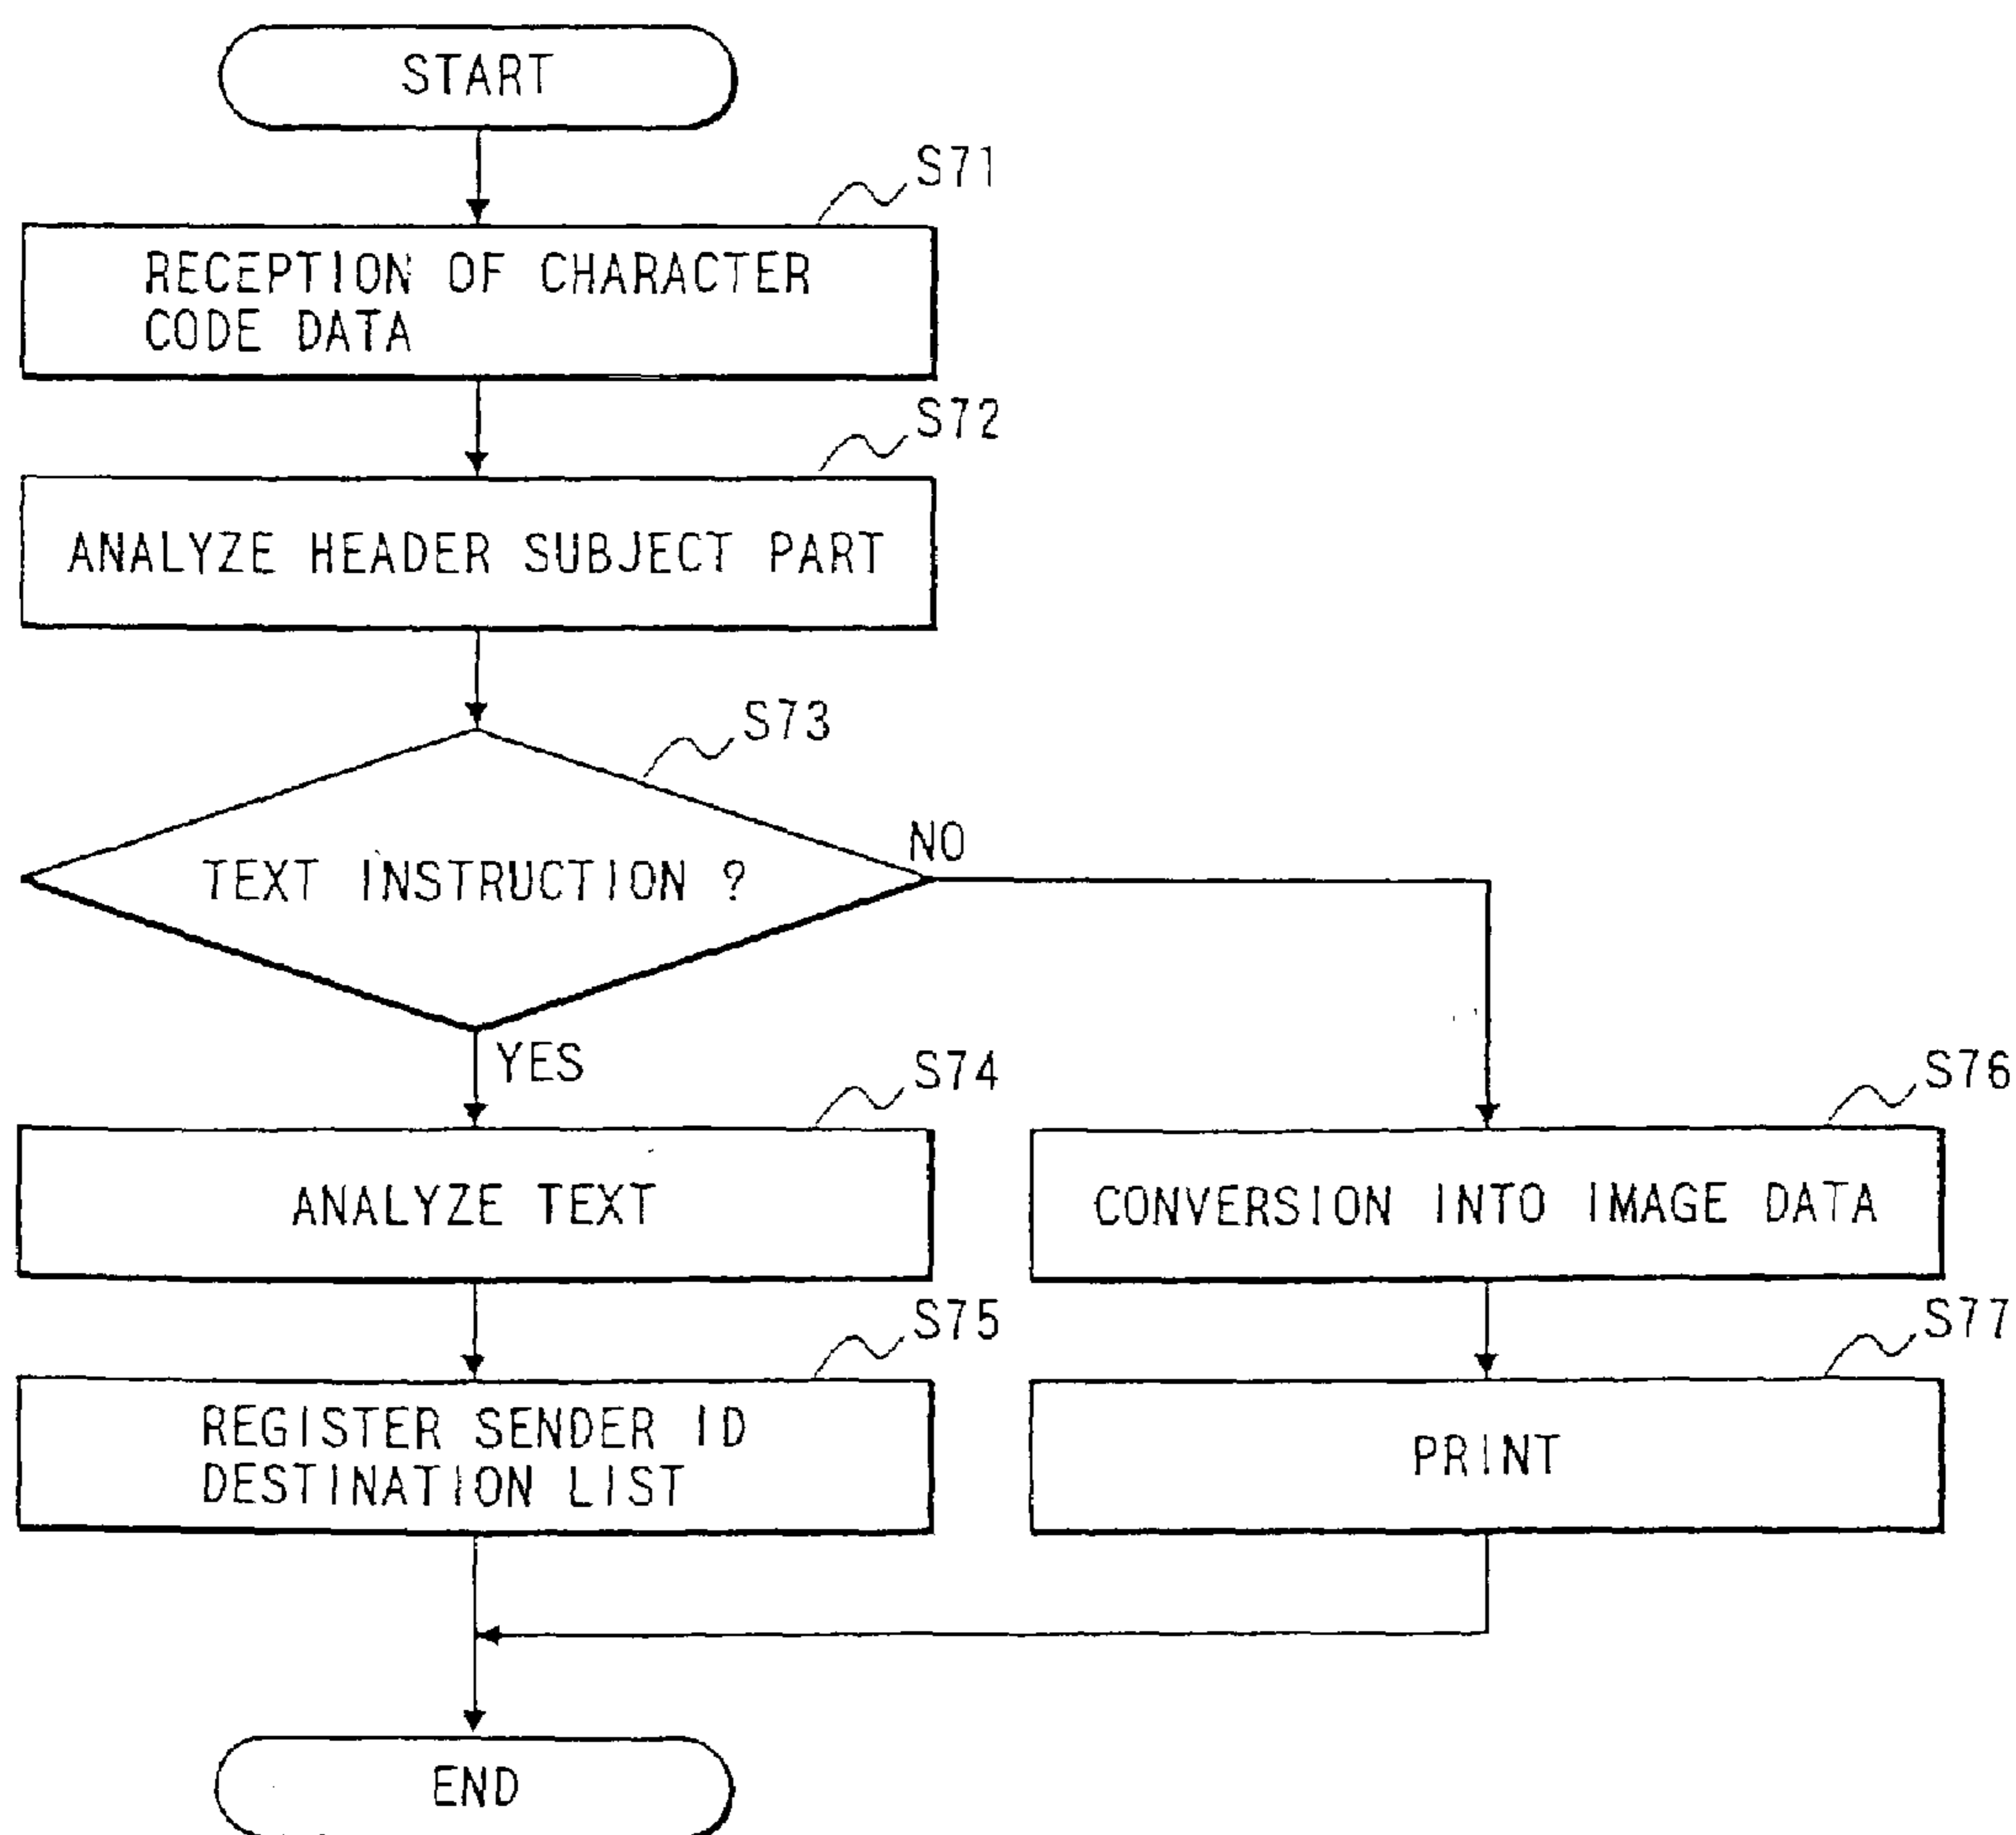 START
S71
RECEPTION OF CHARACTER
CODE DATA
S72
ANALYZE HEADER SUBJECT PART
S73
TEXT INSTRUCTION ?
NO
YES
S74
ANALYZE TEXT
S76
CONVERSION INTO IMAGE DATA
S75
REGISTER SENDER ID
DESTINATION LIST
S77
PRINT
END